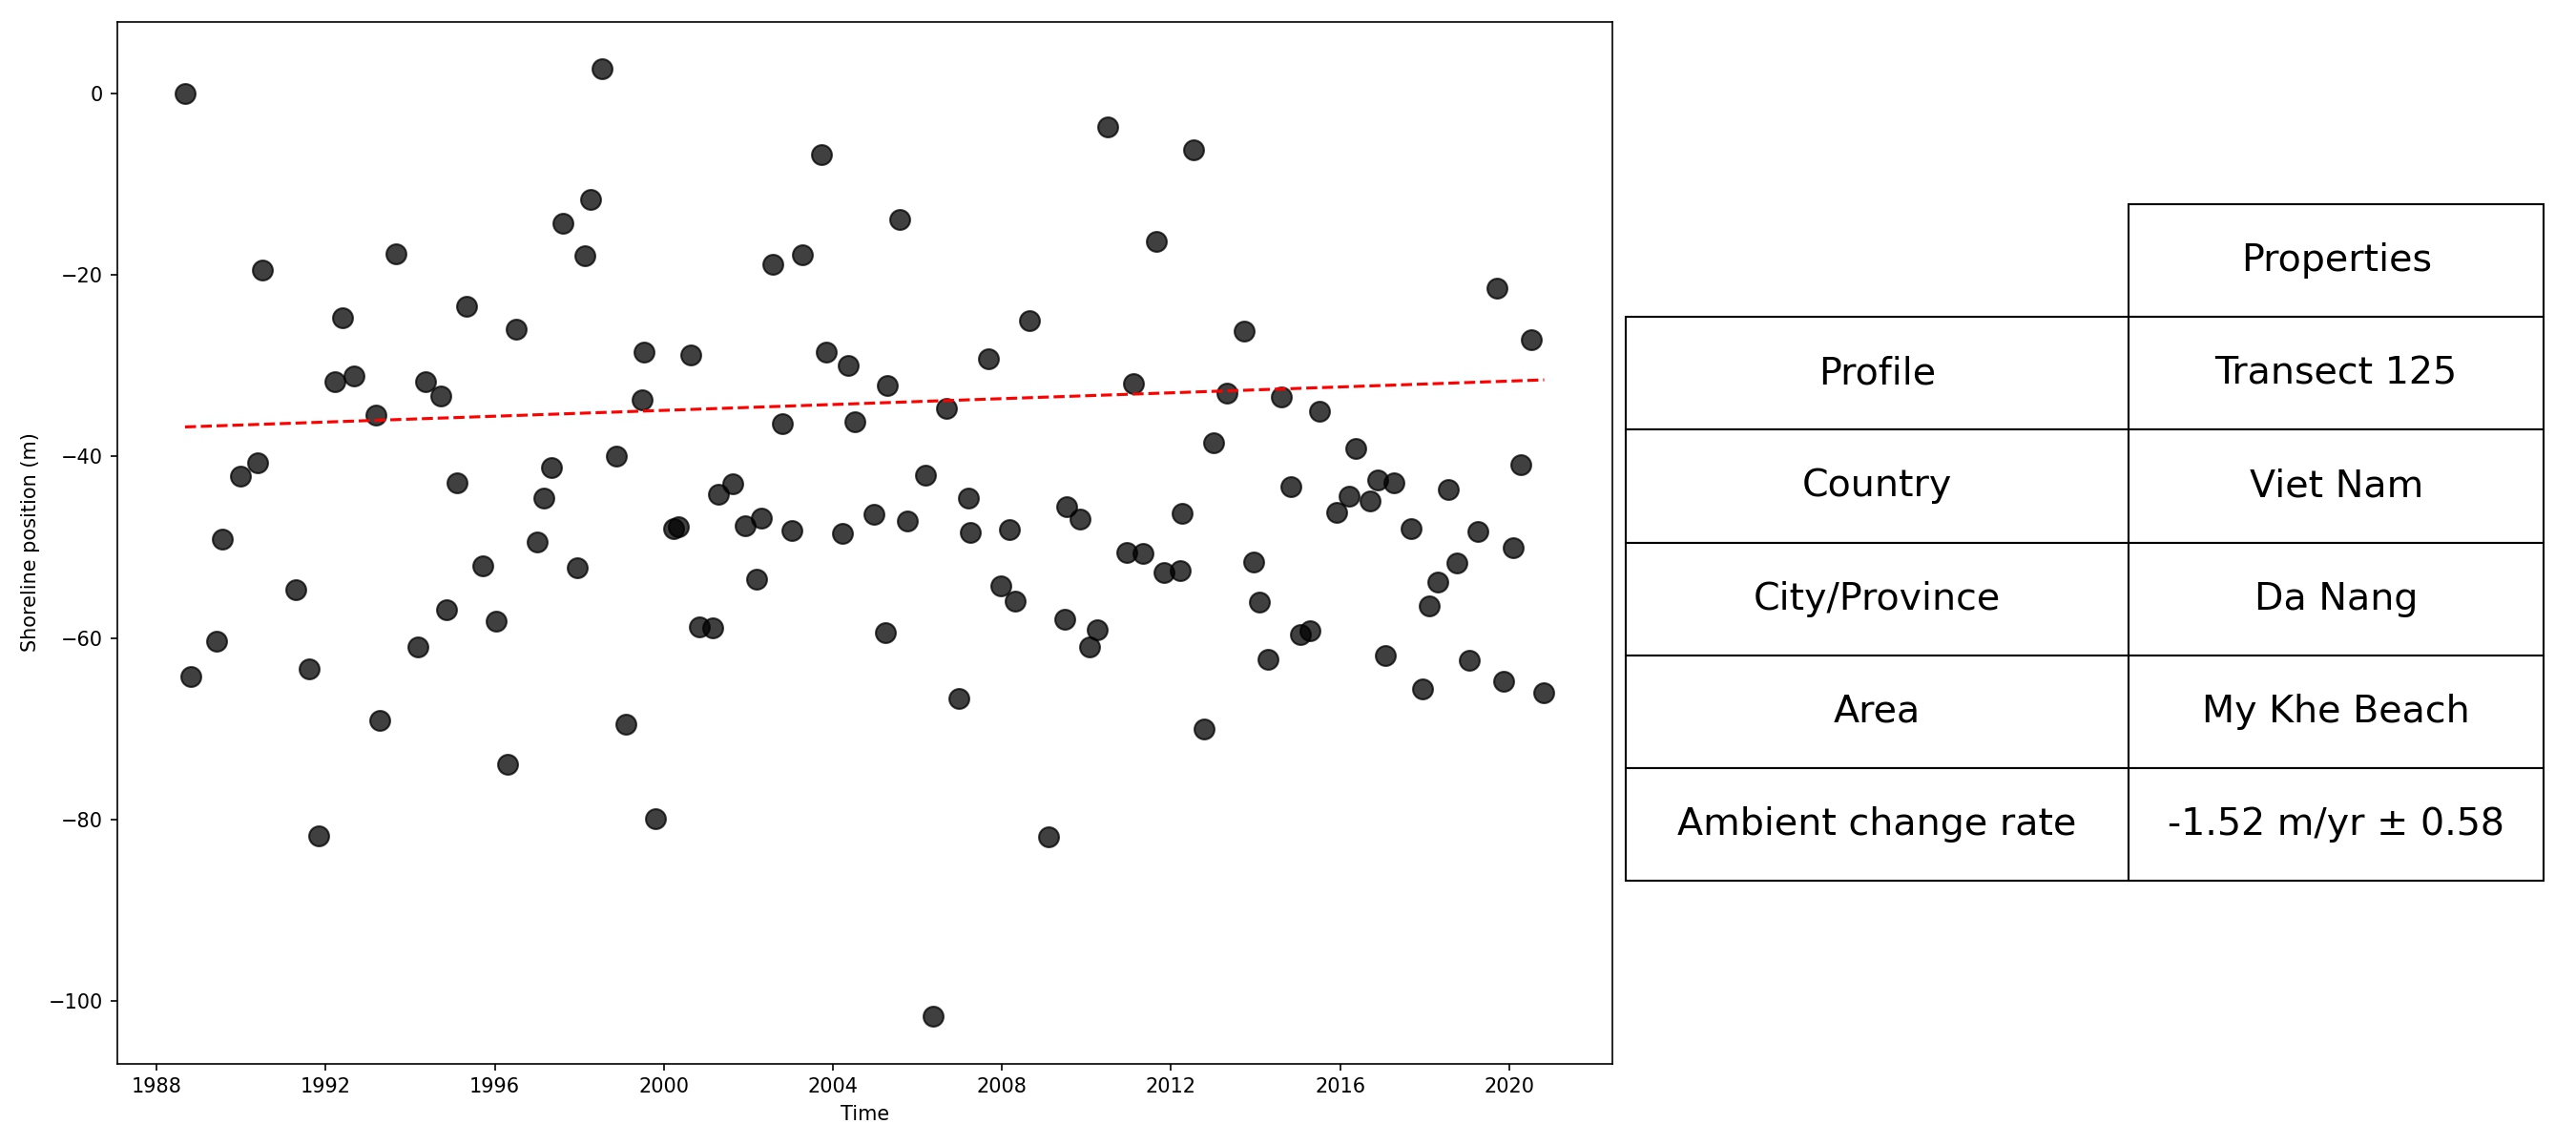 0
−20
−40
−60
−80
−100
Shoreline position (m)
1988 1992 1996 2000 2004 2008 2012 2016 2020
Time
Properties
Profile Transect 125
Country Viet Nam
City/Province Da Nang
Area My Khe Beach
Ambient change rate -1.52 m/yr ± 0.58